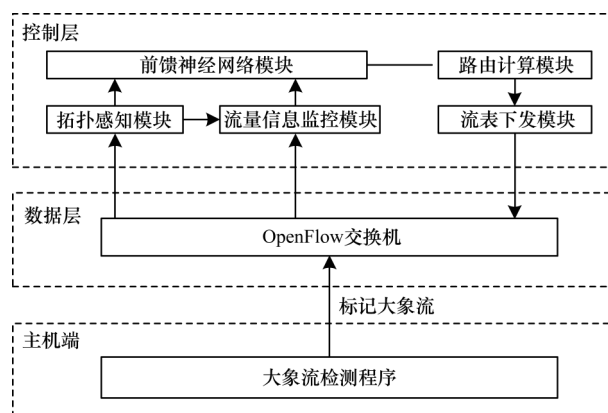 控制层
前馈神经网络模块
路由计算模块
拓扑感知模块
流量信息监控模块
流表下发模块
数据层
OpenFlow交换机
标记大象流
主机端
大象流检测程序